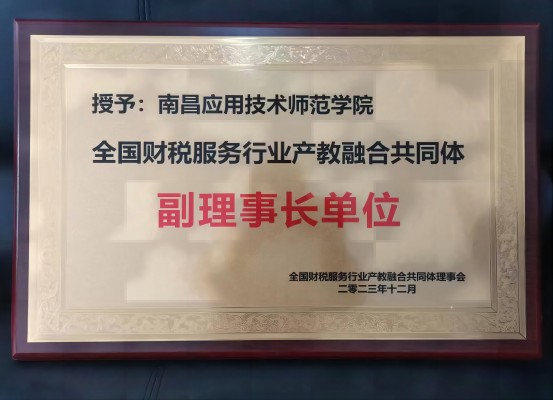 授予：南昌应用技术师范学院
全国财税服务行业产教融合共同体
副理事长单位
全国财税服务行业产教融合共同体理事会
二零二三年十二月